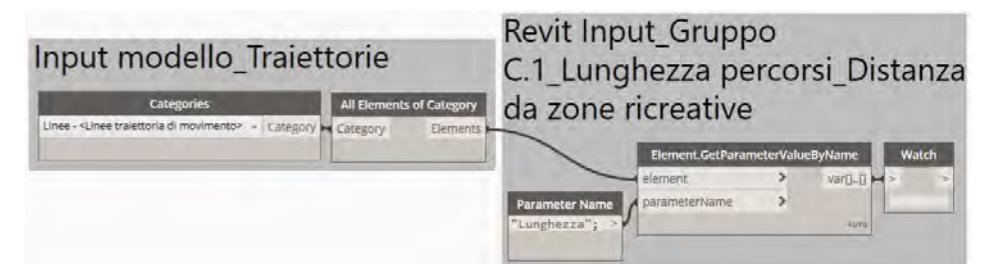 Input modello_Traiettorie
Categories
Linee - <Linee traiettoria di movimento>
Category
All Elements of Category
Category
Elements
Revit Input_Gruppo
C.1_Lunghezza percorsi_Distanza
da zone ricreative
Parameter Name
"Lunghezza"; >
Element.GetParameterValueByName
element > var[]..[]
parameterName >
AUTO
Watch
> >